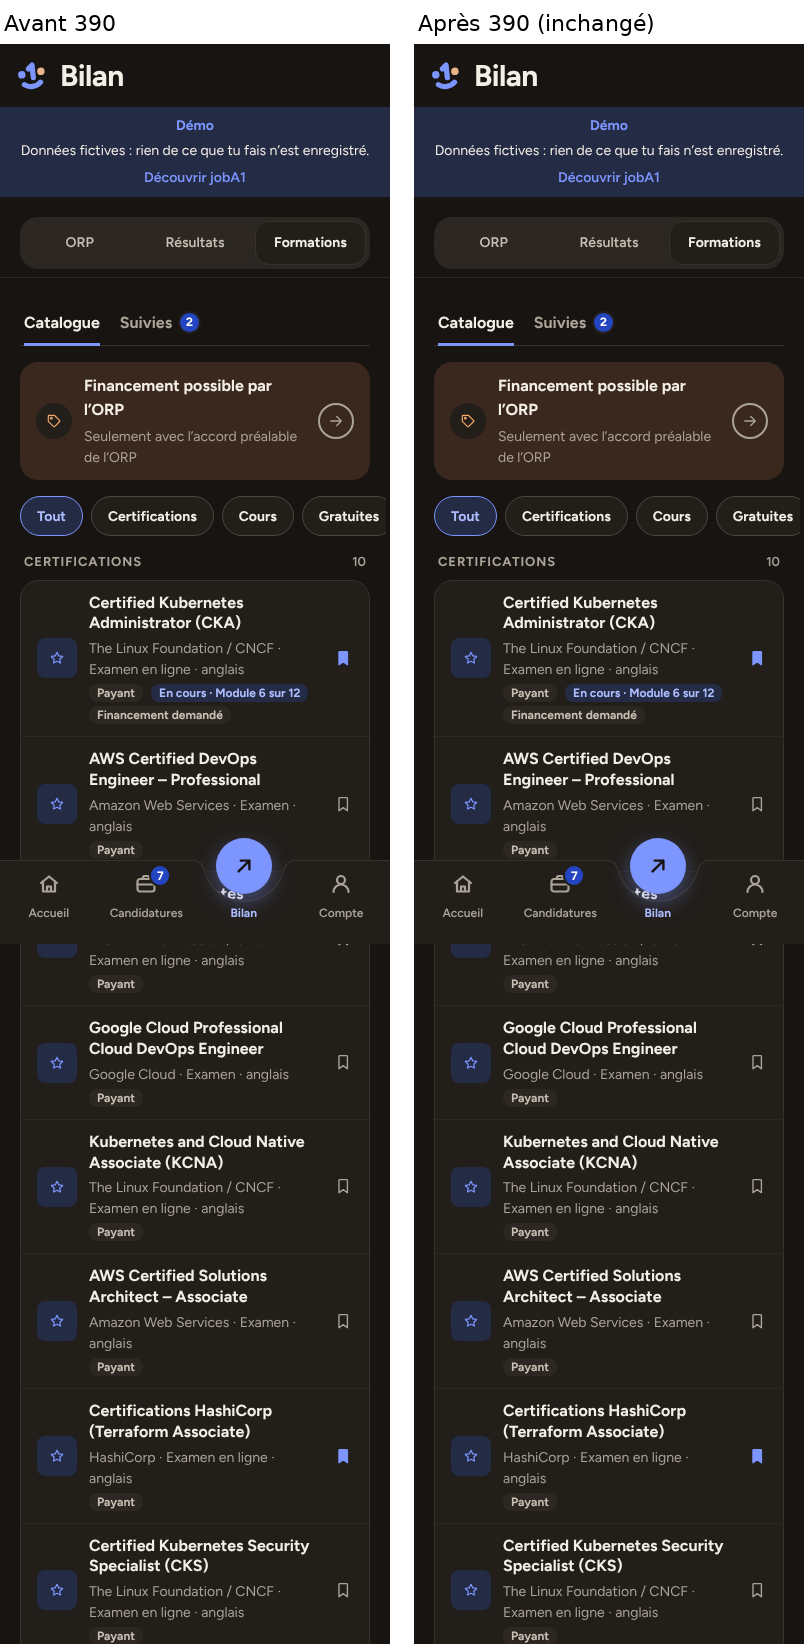 Avant 390
Bilan
Démo
Données fictives : rien de ce que tu fais n’est enregistré.
Découvrir jobA1
ORP Résultats Formations
Catalogue Suivies 2
Financement possible par
l’ORP
Seulement avec l’accord préalable
de l’ORP
Tout Certifications Cours Gratuites
CERTIFICATIONS 10
Certified Kubernetes
Administrator (CKA)
The Linux Foundation / CNCF ·
Examen en ligne · anglais
Payant En cours · Module 6 sur 12
Financement demandé
AWS Certified DevOps
Engineer – Professional
Amazon Web Services · Examen ·
anglais
Payant
7
Accueil Candidatures Bilan Compte
Examen en ligne · anglais
Payant
Google Cloud Professional
Cloud DevOps Engineer
Google Cloud · Examen · anglais
Payant
Kubernetes and Cloud Native
Associate (KCNA)
The Linux Foundation / CNCF ·
Examen en ligne · anglais
Payant
AWS Certified Solutions
Architect – Associate
Amazon Web Services · Examen ·
anglais
Payant
Certifications HashiCorp
(Terraform Associate)
HashiCorp · Examen en ligne ·
anglais
Payant
Certified Kubernetes Security
Specialist (CKS)
The Linux Foundation / CNCF ·
Examen en ligne · anglais
Payant
Après 390 (inchangé)
Bilan
Démo
Données fictives : rien de ce que tu fais n’est enregistré.
Découvrir jobA1
ORP Résultats Formations
Catalogue Suivies 2
Financement possible par
l’ORP
Seulement avec l’accord préalable
de l’ORP
Tout Certifications Cours Gratuites
CERTIFICATIONS 10
Certified Kubernetes
Administrator (CKA)
The Linux Foundation / CNCF ·
Examen en ligne · anglais
Payant En cours · Module 6 sur 12
Financement demandé
AWS Certified DevOps
Engineer – Professional
Amazon Web Services · Examen ·
anglais
Payant
7
Accueil Candidatures Bilan Compte
Examen en ligne · anglais
Payant
Google Cloud Professional
Cloud DevOps Engineer
Google Cloud · Examen · anglais
Payant
Kubernetes and Cloud Native
Associate (KCNA)
The Linux Foundation / CNCF ·
Examen en ligne · anglais
Payant
AWS Certified Solutions
Architect – Associate
Amazon Web Services · Examen ·
anglais
Payant
Certifications HashiCorp
(Terraform Associate)
HashiCorp · Examen en ligne ·
anglais
Payant
Certified Kubernetes Security
Specialist (CKS)
The Linux Foundation / CNCF ·
Examen en ligne · anglais
Payant